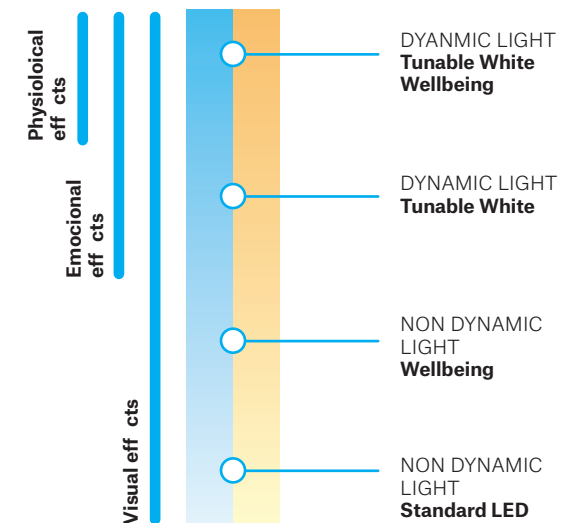 Physioloical
eff cts
Emocional
eff cts
Visual eff cts
DYANMIC LIGHT
Tunable White
Wellbeing
DYNAMIC LIGHT
Tunable White
NON DYNAMIC
LIGHT
Wellbeing
NON DYNAMIC
LIGHT
Standard LED